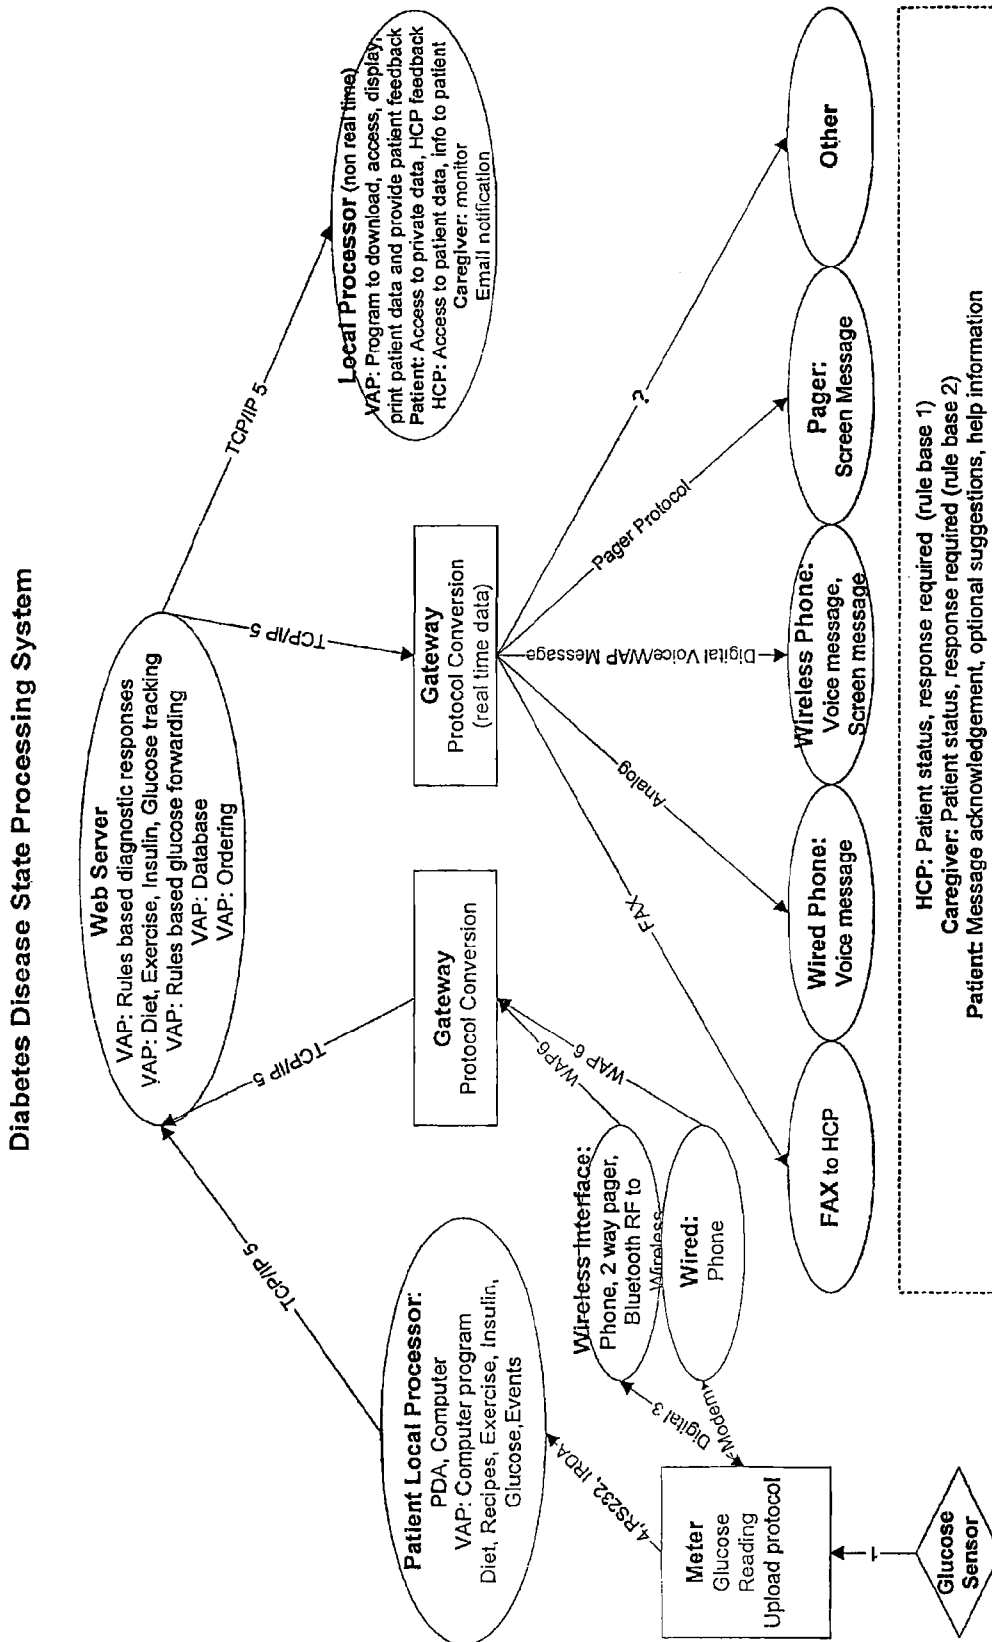 Diabetes Disease State Processing System
Web Server
VAP: Rules based diagnostic responses
VAP: Diet, Exercise, Insulin, Glucose tracking
VAP: Rules based glucose forwarding
VAP: Database
VAP: Ordering
TCP/IP 5
TCP/IP 5
TCP/IP 5
TCP/IP 5
Patient Local Processor:
PDA, Computer
VAP: Computer program
Diet, Recipes, Exercise, Insulin,
Glucose,Events
Gateway
Protocol Conversion
Gateway
Protocol Conversion
(real time data)
Local Processor (non real time)
VAP: Program to download, access, display,
print patient data and provide patient feedback
Patient: Access to private data, HCP feedback
HCP: Access to patient data, info to patient
Caregiver: monitor
Email notification
4,RS232, IRDA
WAP6
WAP 6
Wireless Interface:
Phone, 2 way pager,
Bluetooth RF to
Wireless
Wired:
Phone
Digital 3
Modem
Meter
Glucose
Reading
Upload protocol
1
Glucose
Sensor
FAX
Analog
Digital Voice/WAP Message
Pager Protocol
?
FAX to HCP
Wired Phone:
Voice message
Wireless Phone:
Voice message,
Screen message
Pager:
Screen Message
Other
HCP: Patient status, response required (rule base 1)
Caregiver: Patient status, response required (rule base 2)
Patient: Message acknowledgement, optional suggestions, help information